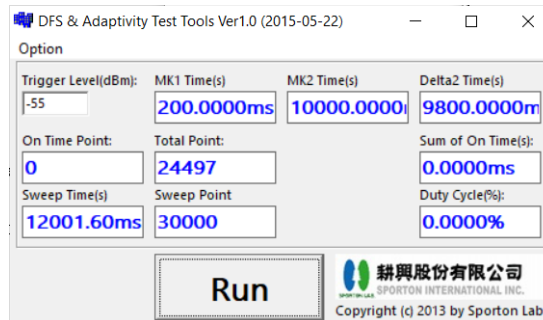 DFS & Adaptivity Test Tools Ver1.0 (2015-05-22)
Option
Trigger Level(dBm): MK1 Time(s) MK2 Time(s) Delta2 Time(s)
-55 200.0000ms 10000.0000 9800.0000m
On Time Point: Total Point: Sum of On Time(s):
0 24497 0.0000ms
Sweep Time(s) Sweep Point Duty Cycle(%):
12001.60ms 30000 0.0000%
Run
耕興股份有限公司
SPORTON INTERNATIONAL INC.
SPORTON LAB.
Copyright (c) 2013 by Sporton Lab